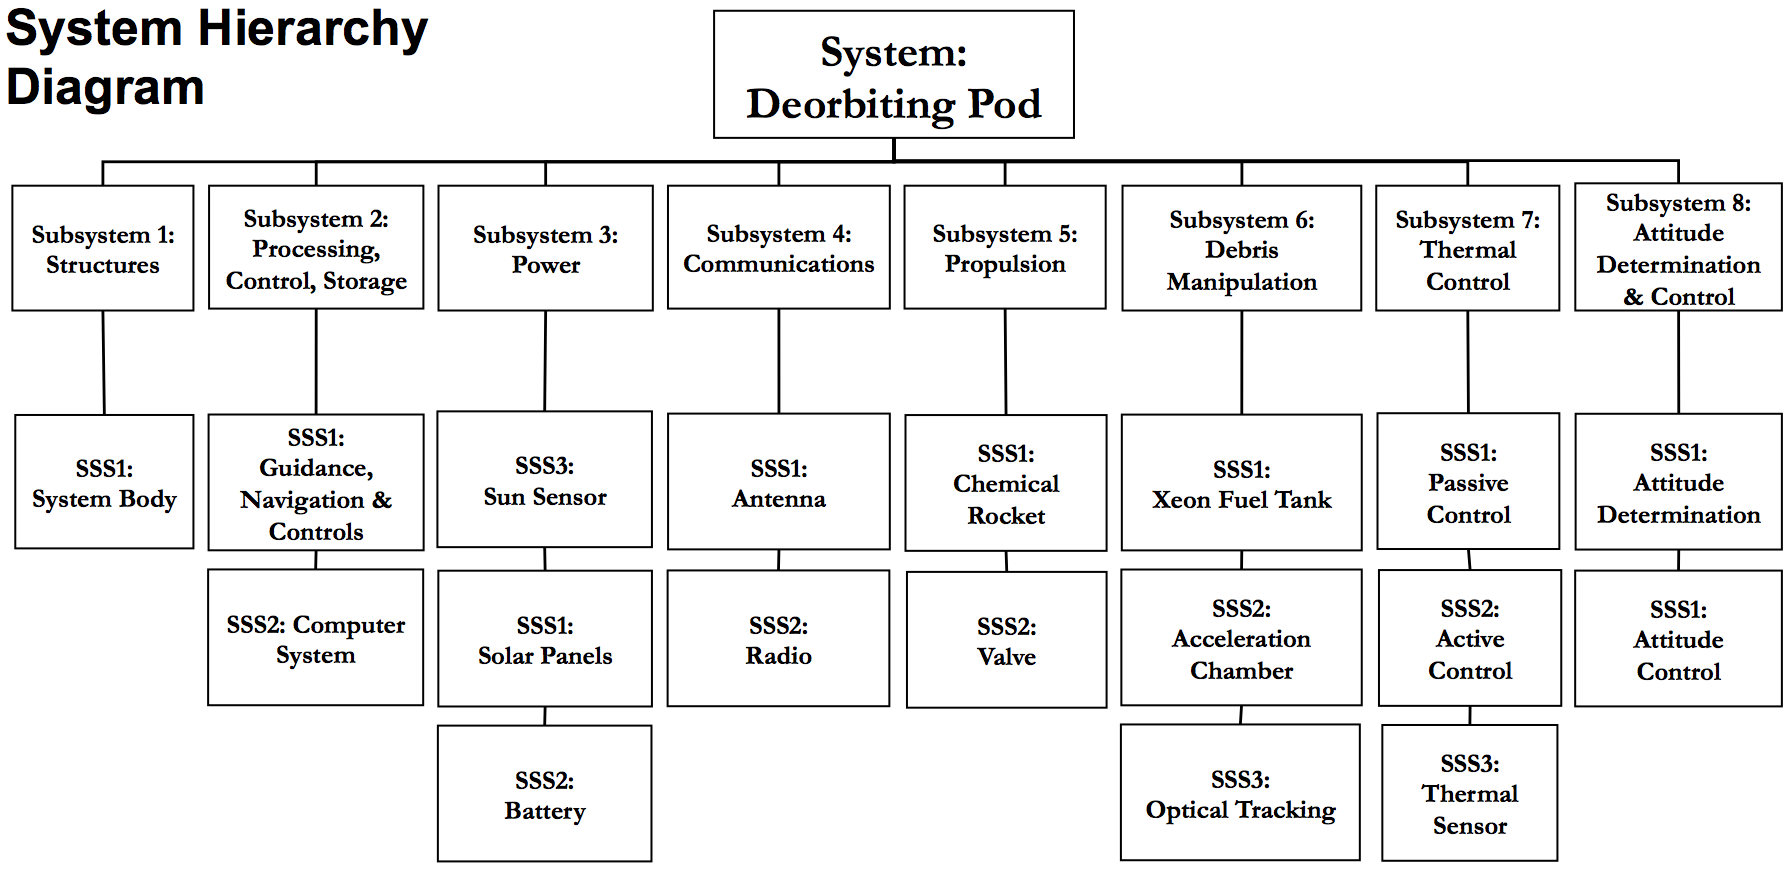 System Hierarchy
Diagram
System:
Deorbiting Pod
Subsystem 1:
Structures
Subsystem 2:
Processing,
Control, Storage
Subsystem 3:
Power
Subsystem 4:
Communications
Subsystem 5:
Propulsion
Subsystem 6:
Debris
Manipulation
Subsystem 7:
Thermal
Control
Subsystem 8:
Attitude
Determination
& Control
SSS1:
System Body
SSS1:
Guidance,
Navigation &
Controls
SSS3:
Sun Sensor
SSS1:
Antenna
SSS1:
Chemical
Rocket
SSS1:
Xeon Fuel Tank
SSS1:
Passive
Control
SSS1:
Attitude
Determination
SSS2: Computer
System
SSS1:
Solar Panels
SSS2:
Radio
SSS2:
Valve
SSS2:
Acceleration
Chamber
SSS2:
Active
Control
SSS1:
Attitude
Control
SSS2:
Battery
SSS3:
Optical Tracking
SSS3:
Thermal
Sensor